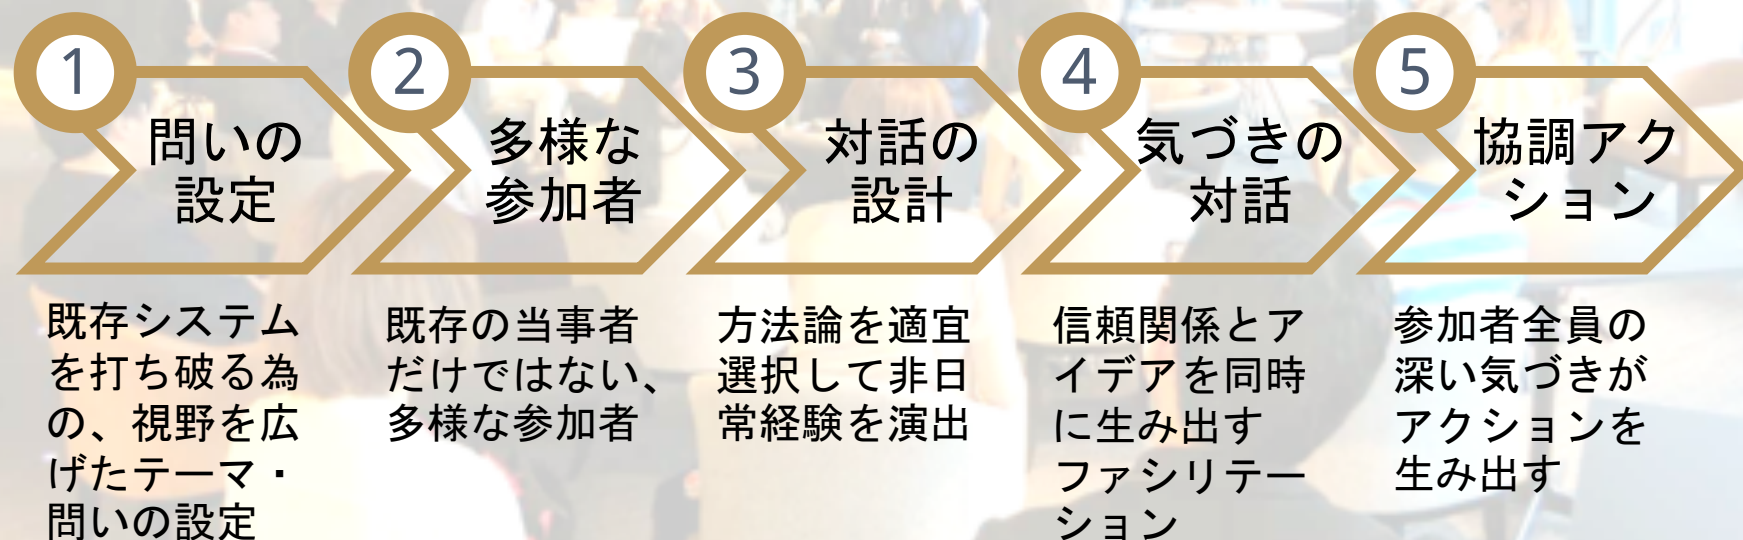 1
問いの
設定
既存システム
を打ち破る為
の、視野を広
げたテーマ・
問いの設定
2
多様な
参加者
既存の当事者
だけではない、
多様な参加者
3
対話の
設計
方法論を適宜
選択して非日
常経験を演出
4
気づきの
対話
信頼関係とア
イデアを同時
に生み出す
ファシリテー
ション
5
協調アク
ション
参加者全員の
深い気づきが
アクションを
生み出す